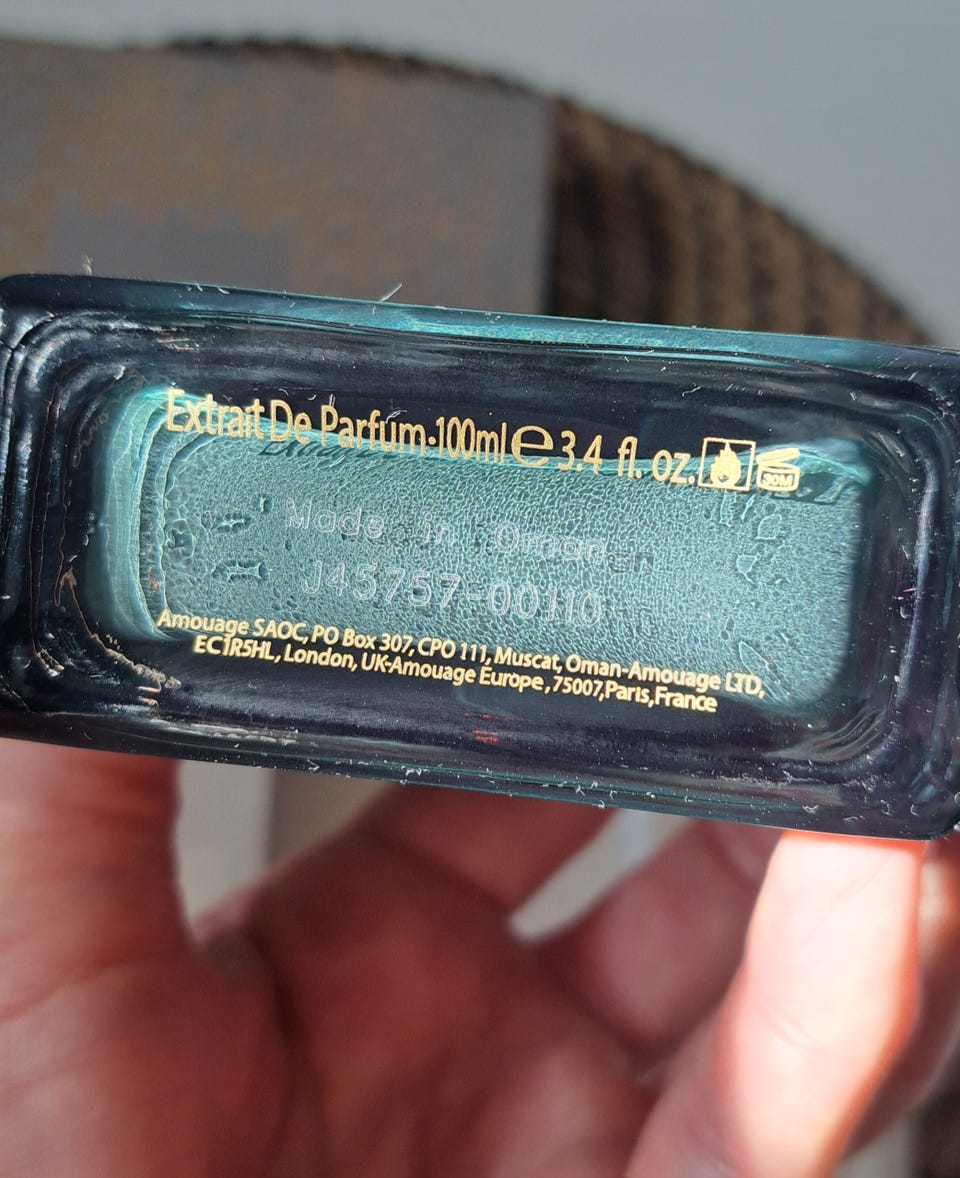 Extrait De Parfum·100ml ℮ 3.4 fl. oz. 30M
Made in Oman
J45757-00110
Amouage SAOC, PO Box 307, CPO 111, Muscat, Oman-Amouage LTD,
EC1R5HL, London, UK-Amouage Europe, 75007,Paris,France